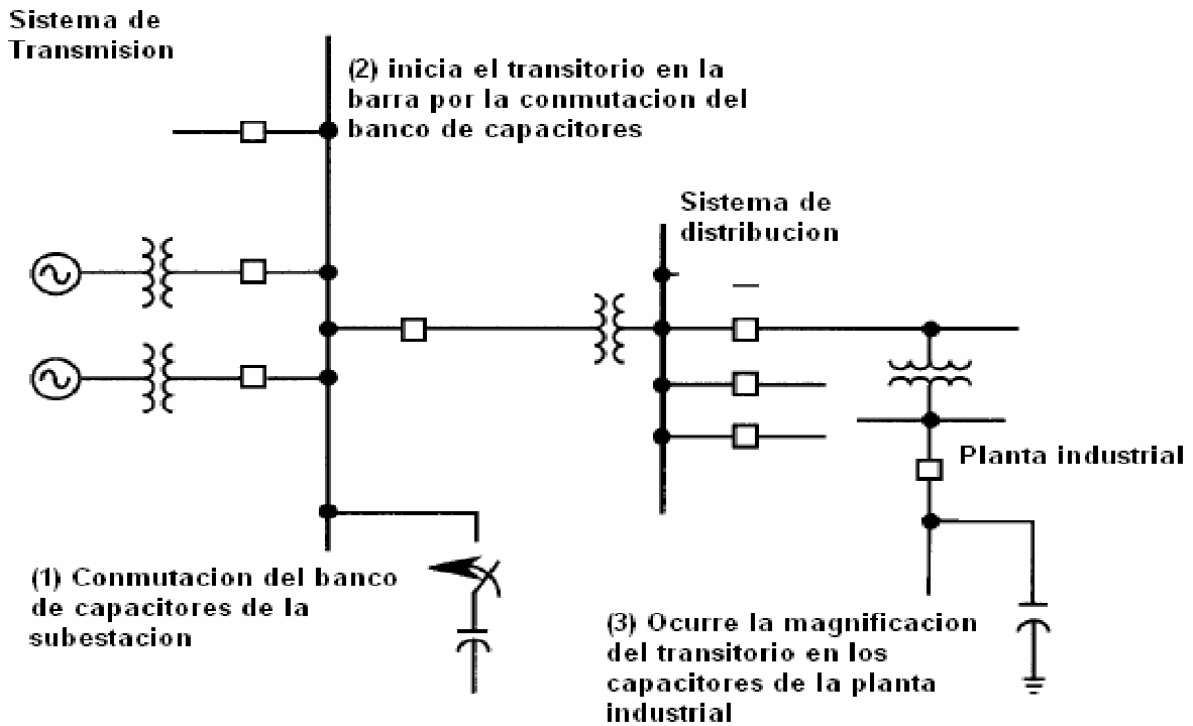 Sistema de
Transmision
(2) inicia el transitorio en la
barra por la conmutacion del
banco de capacitores
Sistema de
distribucion
Planta industrial
(1) Conmutacion del banco
de capacitores de la
subestacion
(3) Ocurre la magnificacion
del transitorio en los
capacitores de la planta
industrial